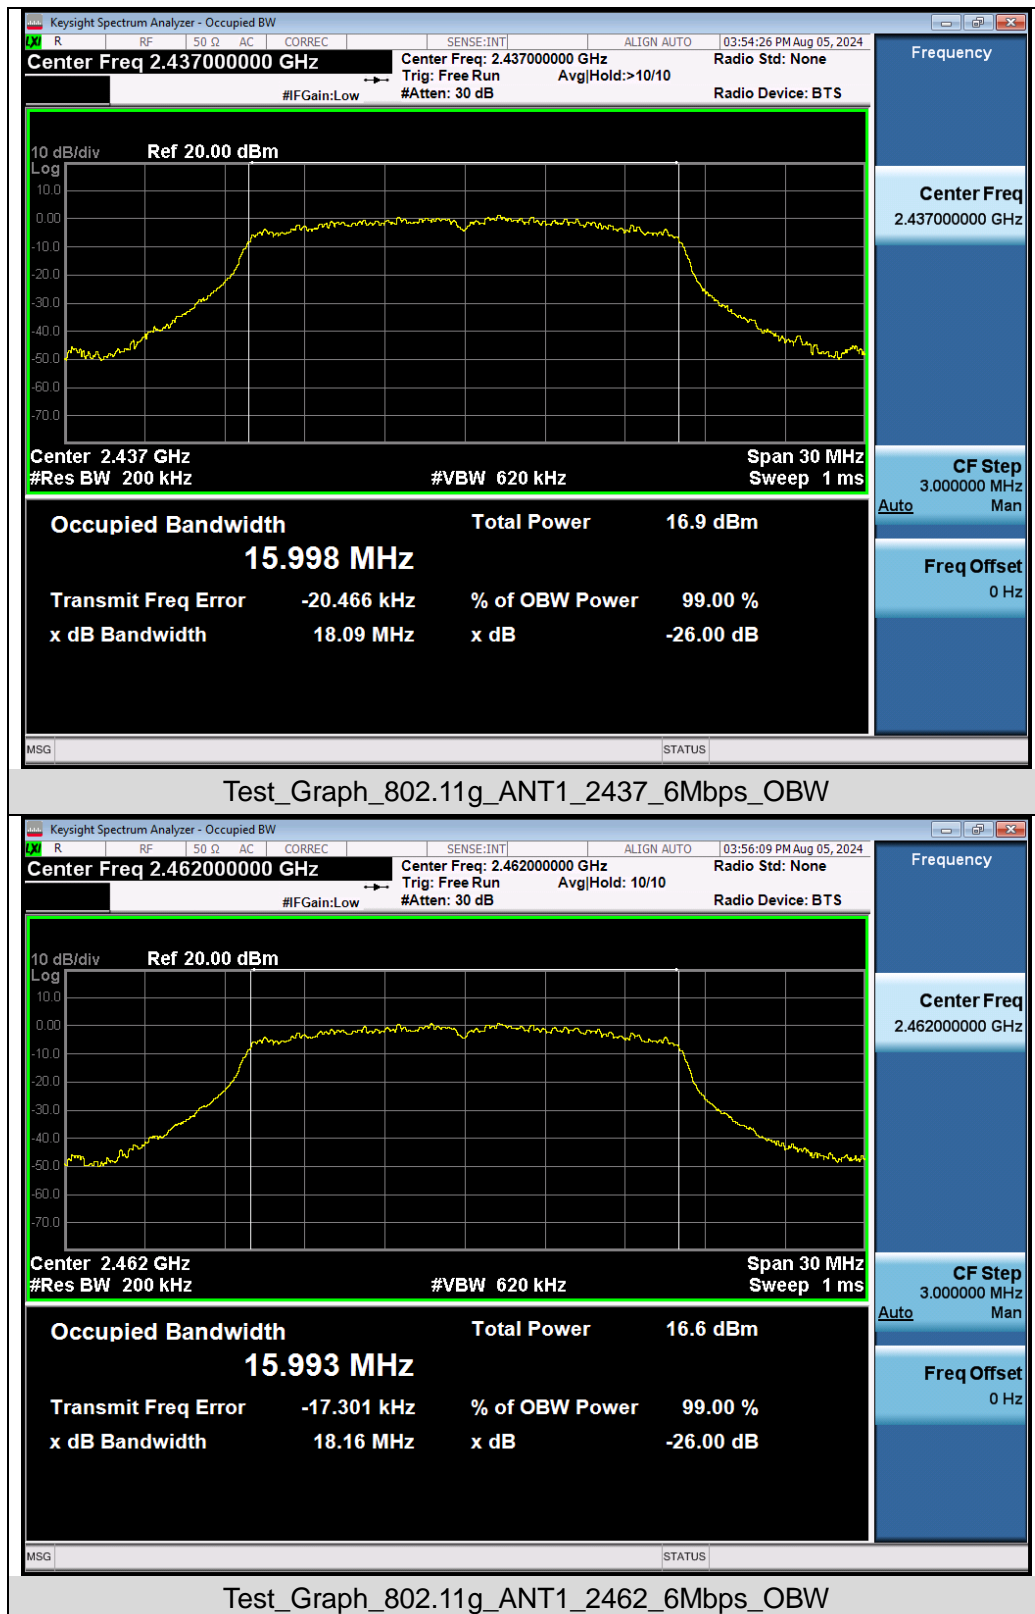 Keysight Spectrum Analyzer - Occupied BW
LXI R RF 50 Ω AC CORREC SENSE:INT ALIGN AUTO 03:54:26 PM Aug 05, 2024
Center Freq 2.437000000 GHz
Center Freq: 2.437000000 GHz Radio Std: None
Trig: Free Run Avg|Hold:>10/10
#IFGain:Low #Atten: 30 dB Radio Device: BTS
Frequency
10 dB/div Ref 20.00 dBm
Log
10.0
0.00
-10.0
-20.0
-30.0
-40.0
-50.0
-60.0
-70.0
Center 2.437 GHz Span 30 MHz
#Res BW 200 kHz #VBW 620 kHz Sweep 1 ms
Center Freq
2.437000000 GHz
CF Step
3.000000 MHz
Auto Man
Freq Offset
0 Hz
Occupied Bandwidth Total Power 16.9 dBm
15.998 MHz
Transmit Freq Error -20.466 kHz % of OBW Power 99.00 %
x dB Bandwidth 18.09 MHz x dB -26.00 dB
MSG STATUS
Test_Graph_802.11g_ANT1_2437_6Mbps_OBW
Keysight Spectrum Analyzer - Occupied BW
LXI R RF 50 Ω AC CORREC SENSE:INT ALIGN AUTO 03:56:09 PM Aug 05, 2024
Center Freq 2.462000000 GHz
Center Freq: 2.462000000 GHz Radio Std: None
Trig: Free Run Avg|Hold: 10/10
#IFGain:Low #Atten: 30 dB Radio Device: BTS
Frequency
10 dB/div Ref 20.00 dBm
Log
10.0
0.00
-10.0
-20.0
-30.0
-40.0
-50.0
-60.0
-70.0
Center 2.462 GHz Span 30 MHz
#Res BW 200 kHz #VBW 620 kHz Sweep 1 ms
Center Freq
2.462000000 GHz
CF Step
3.000000 MHz
Auto Man
Freq Offset
0 Hz
Occupied Bandwidth Total Power 16.6 dBm
15.993 MHz
Transmit Freq Error -17.301 kHz % of OBW Power 99.00 %
x dB Bandwidth 18.16 MHz x dB -26.00 dB
MSG STATUS
Test_Graph_802.11g_ANT1_2462_6Mbps_OBW